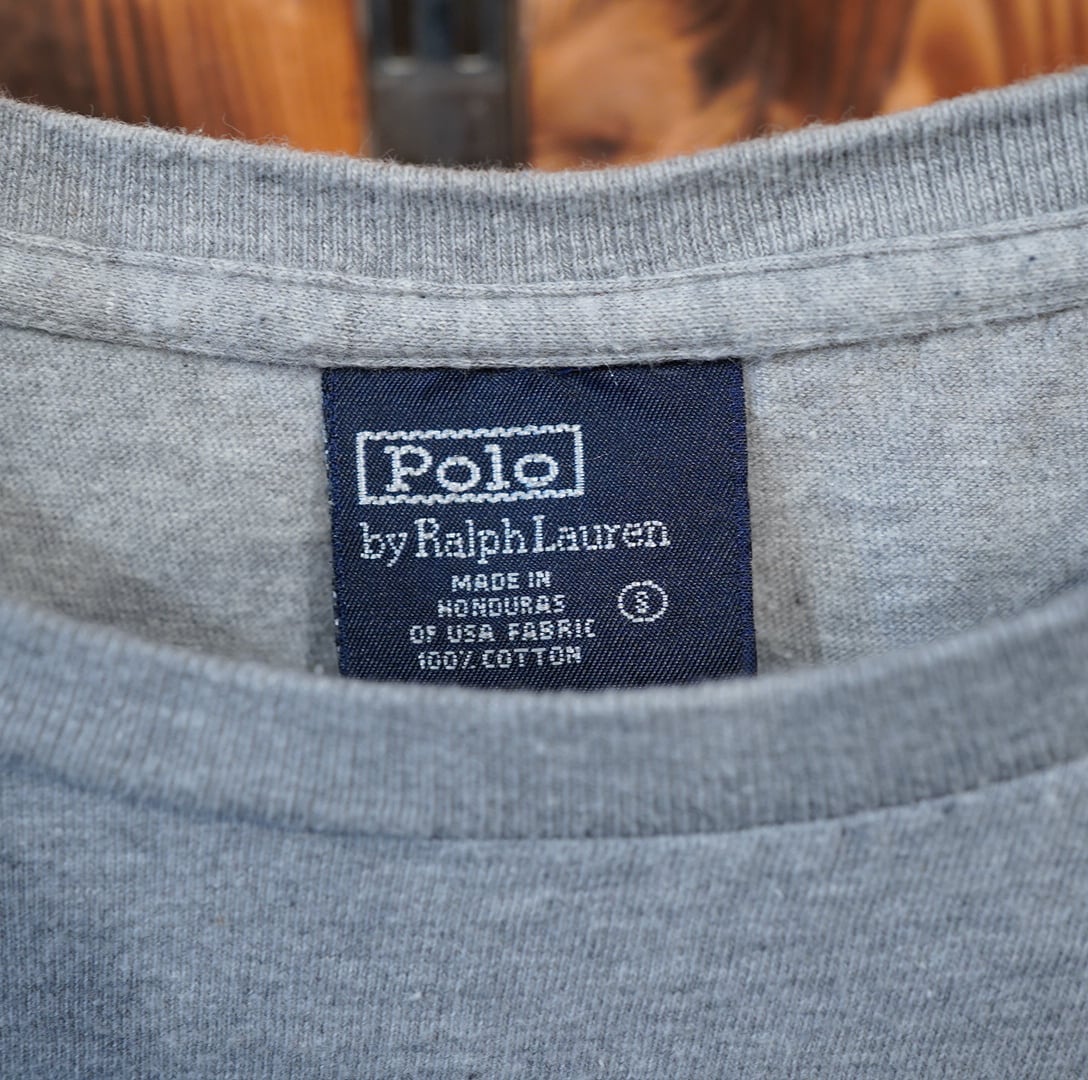 Polo
by Ralph Lauren
MADE IN
HONDURAS
OF USA FABRIC
100% COTTON
S